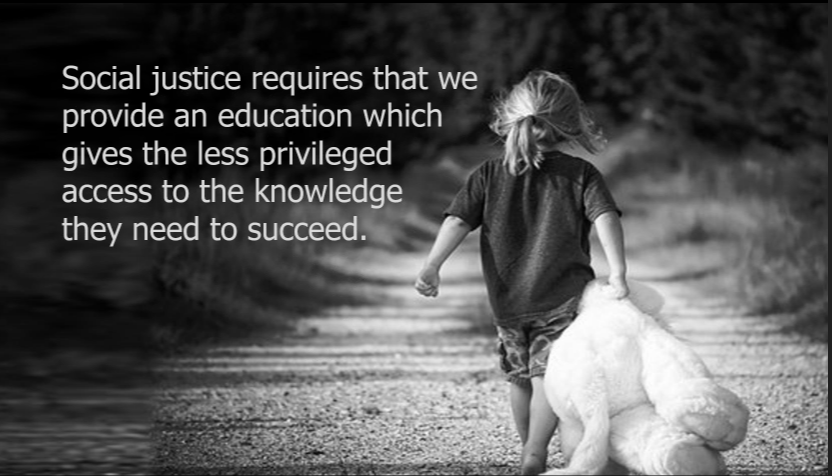 Social justice requires that we
provide an education which
gives the less privileged
access to the knowledge
they need to succeed.